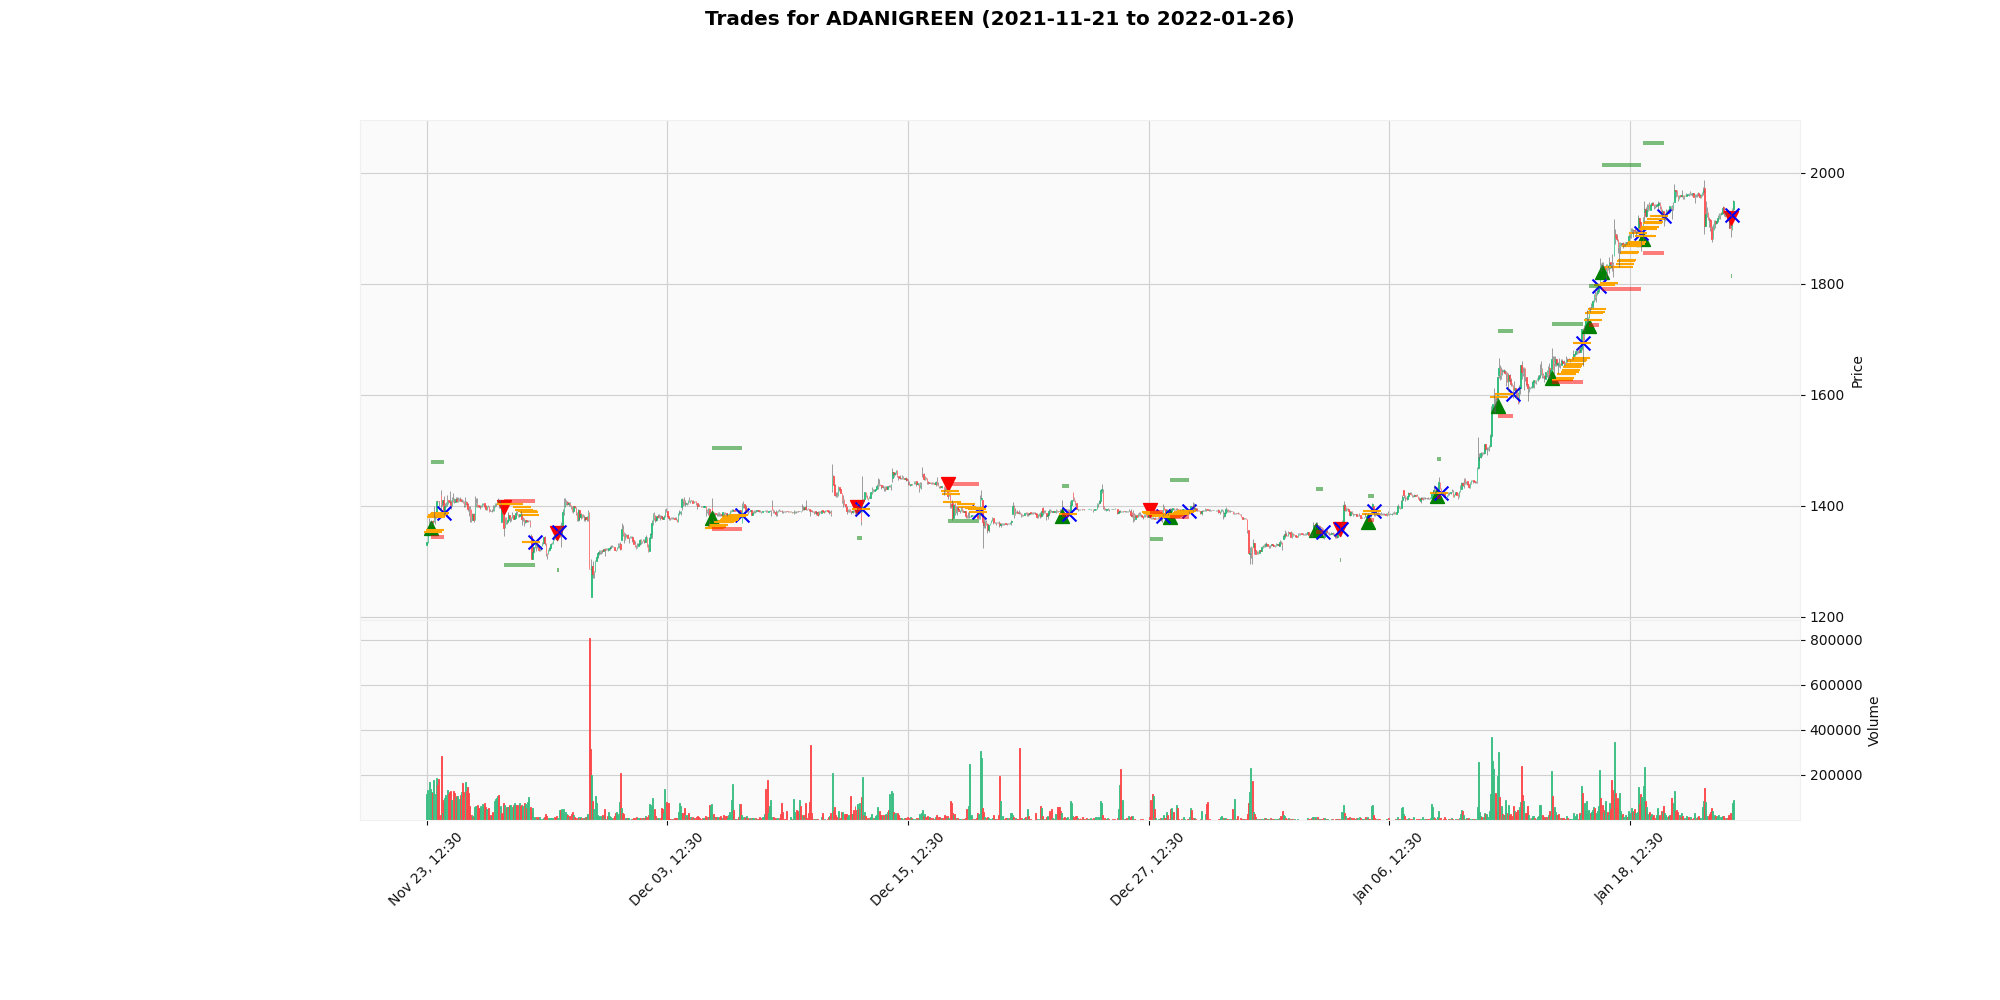 Trades for ADANIGREEN (2021-11-21 to 2022-01-26)
2000
1800
1600
1400
1200
Price
800000
600000
400000
200000
Volume
Nov 23, 12:30
Dec 03, 12:30
Dec 15, 12:30
Dec 27, 12:30
Jan 06, 12:30
Jan 18, 12:30